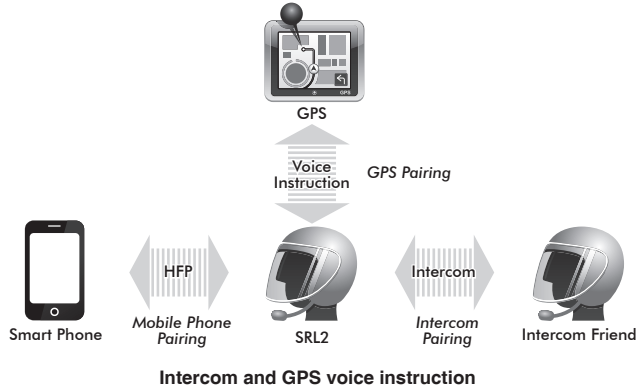 GPS
GPS
Voice
Instruction
GPS Pairing
HFP
Intercom
Smart Phone
Mobile Phone
Pairing
SRL2
Intercom
Pairing
Intercom Friend
Intercom and GPS voice instruction